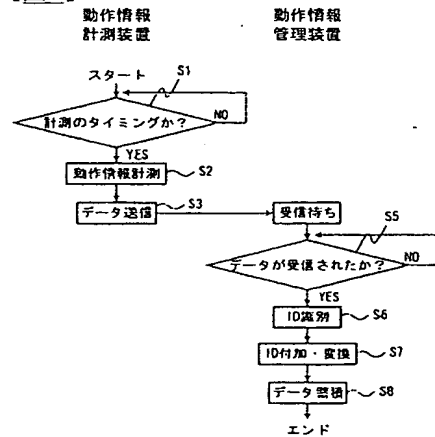 動作情報
計測装置
動作情報
管理装置
スタート
S1
計測のタイミングか?
NO
YES
動作情報計測
S2
データ送信
S3
受信待ち
S5
データが受信されたか?
NO
YES
ID識別
S6
ID付加・変換
S7
データ蓄積
S8
エンド